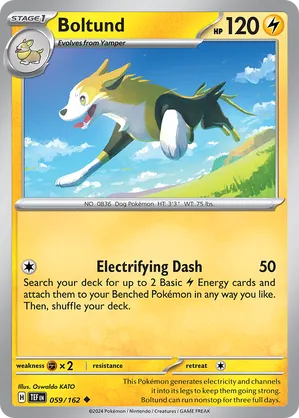 STAGE 1
Boltund
HP 120
Evolves from Yamper
NO. 0836 Dog Pokémon HT: 3'3" WT: 75 lbs.
Electrifying Dash 50
Search your deck for up to 2 Basic Energy cards and
attach them to your Benched Pokémon in any way you like.
Then, shuffle your deck.
weakness × 2 resistance retreat
Illus. Oswaldo KATO
H TEF EN 059/162
This Pokémon generates electricity and
channels it into its legs to keep them going strong.
Boltund can run nonstop for three full days.
©2024 Pokémon / Nintendo / Creatures / GAME FREAK